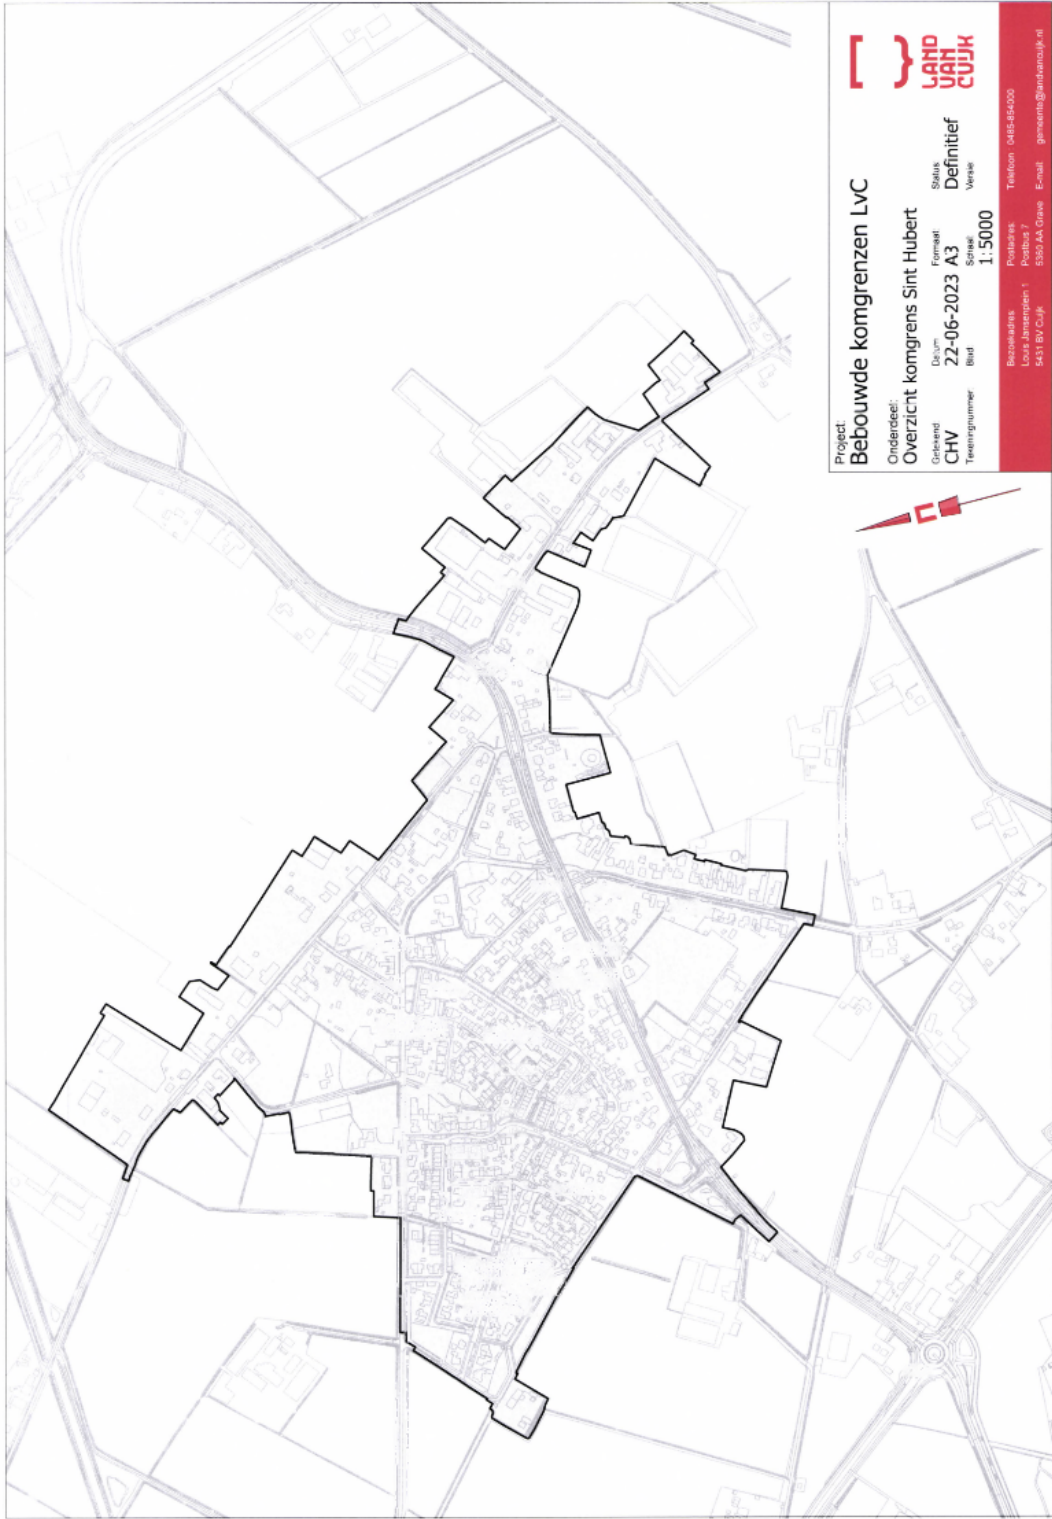 Project:
Bebouwde komgrenzen LvC
Onderdeel:
Overzicht komgrens Sint Hubert
Getekend Datum Formaat Status
CHV 22-06-2023 A3 Definitief
Tekeningnummer: Blad Schaal Versie
1:5000
LAND
VAN
CUIJK
Bezoekadres Postadres: Telefoon 0485-854000
Louis Jansenplein 1 Postbus 7
5431 BV Cuijk 5360 AA Grave E-mail gemeente@landvancuijk.nl